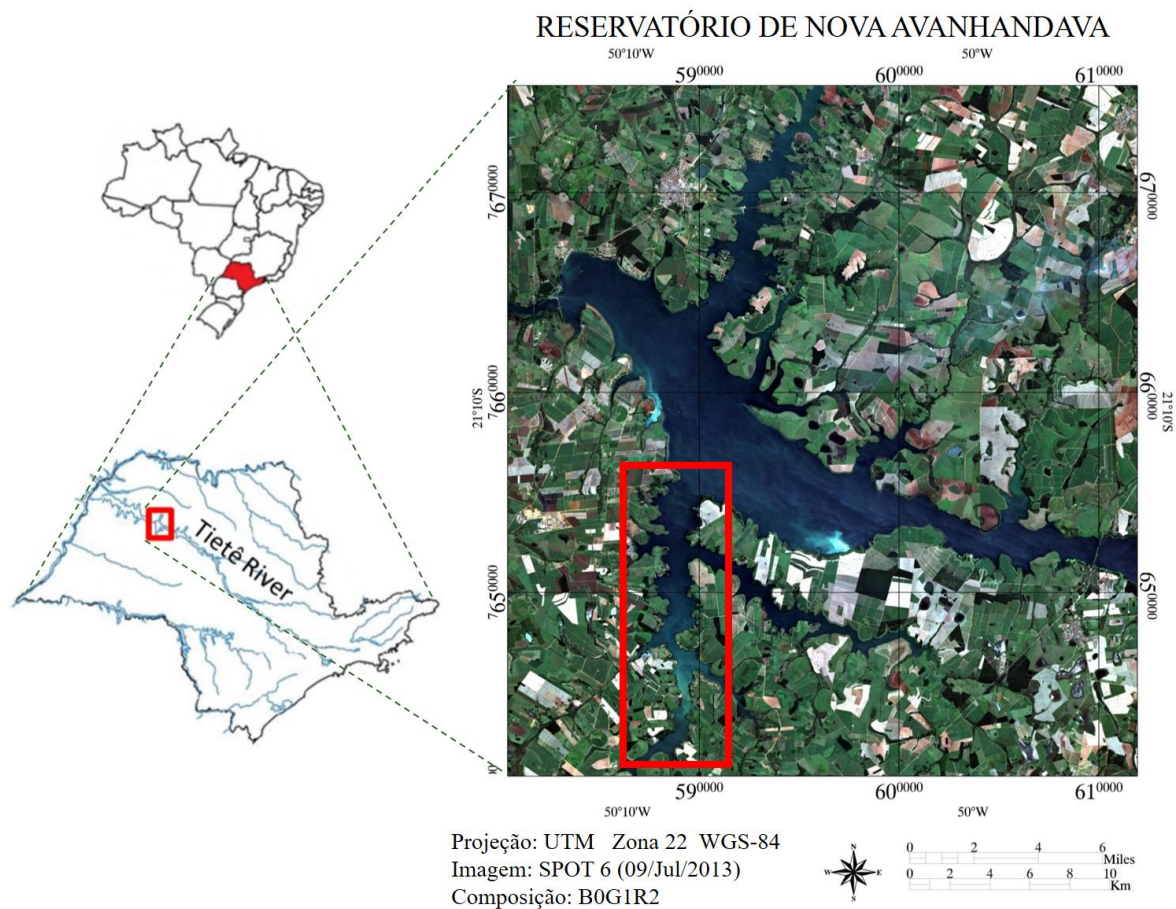 RESERVATÓRIO DE NOVA AVANHANDAVA
50°10'W 50°W
590000 600000 610000
7670000 670000
7660000 660000
21°10'S 21°10'S
7650000 650000
Tietê River
590000 600000 610000
50°10'W 50°W
Projeção: UTM Zona 22 WGS-84
Imagem: SPOT 6 (09/Jul/2013)
Composição: B0G1R2
N
W E
S
0 2 4 6
Miles
0 2 4 6 8 10
Km